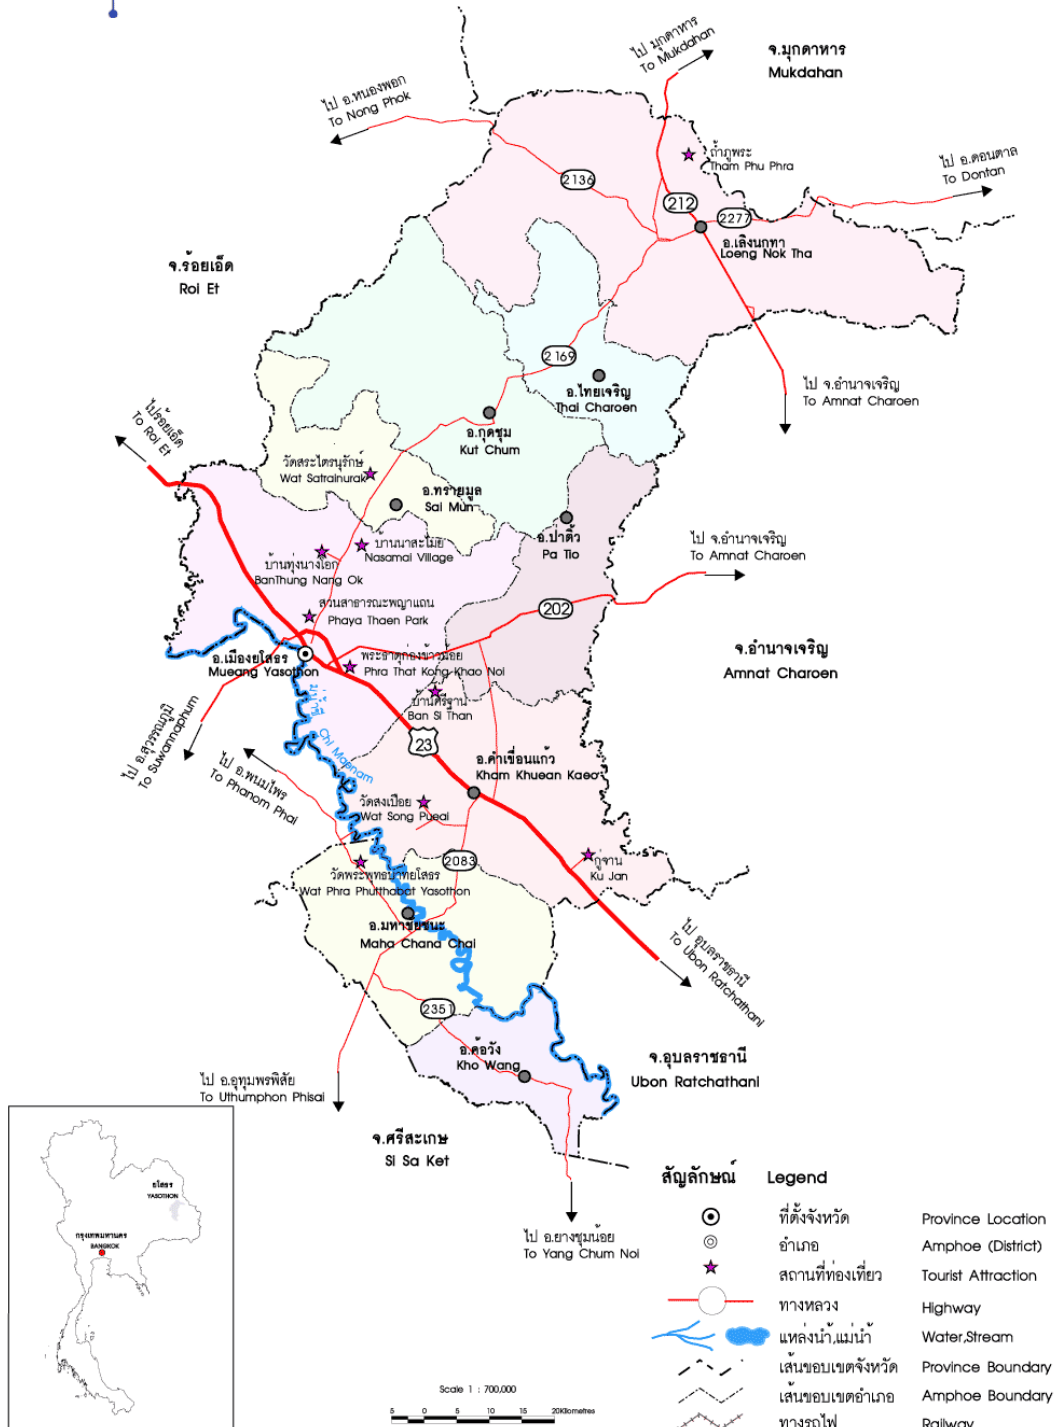 ไป มุกดาหาร
To Mukdahan
จ.มุกดาหาร
Mukdahan
ไป อ.หนองพอก
To Nong Phok
ถ้ำภูพระ
Tham Phu Phra
ไป อ.ดอนตาล
To Dontan
2136
212
2277
อ.เลิงนกทา
Loeng Nok Tha
จ.ร้อยเอ็ด
Roi Et
2169
อ.ไทยเจริญ
Thai Charoen
ไป จ.อำนาจเจริญ
To Amnat Charoen
ไปร้อยเอ็ด
To Roi Et
อ.กุดชุม
Kut Chum
วัดสระไตรนุรักษ์
Wat Satrainurak
อ.ทรายมูล
Sai Mun
อ.ป่าติ้ว
Pa Tio
ไป จ.อำนาจเจริญ
To Amnat Charoen
บ้านนาสะไมย์
Nasamai Village
บ้านทุ่งนางโอก
BanThung Nang Ok
สวนสาธารณะพญาแถน
Phaya Thaen Park
202
อ.เมืองยโสธร
Mueang Yasothon
พระธาตุก่องข้าวน้อย
Phra That Kong Khao Noi
จ.อำนาจเจริญ
Amnat Charoen
บ้านศรีฐาน
Ban Si Than
ไป อ.สุวรรณภูมิ
To Suwannaphum
Chi Maenam
23
ไป อ.พนมไพร
To Phanom Phai
อ.คำเขื่อนแก้ว
Kham Khuean Kaeo
วัดสงเปือย
Wat Song Pueai
2083
กู่จาน
Ku Jan
วัดพระพุทธบาทยโสธร
Wat Phra Phutthabat Yasothon
อ.มหาชัยชนะ
Maha Chana Chai
ไป อุบลราชธานี
To Ubon Ratchathani
2351
อ.ค้อวัง
Kho Wang
จ.อุบลราชธานี
Ubon Ratchathani
ไป อ.อุทุมพรพิสัย
To Uthumphon Phisai
จ.ศรีสะเกษ
Si Sa Ket
ไป อ.ยางชุมน้อย
To Yang Chum Noi
ยโสธร
YASOTHON
กรุงเทพมหานคร
BANGKOK
สัญลักษณ์ Legend
ที่ตั้งจังหวัด Province Location
อำเภอ Amphoe (District)
สถานที่ท่องเที่ยว Tourist Attraction
ทางหลวง Highway
แหล่งน้ำ,แม่น้ำ Water,Stream
เส้นขอบเขตจังหวัด Province Boundary
เส้นขอบเขตอำเภอ Amphoe Boundary
ทางรถไฟ Railway
Scale 1 : 700,000
5 0 5 10 15 20Kilometres